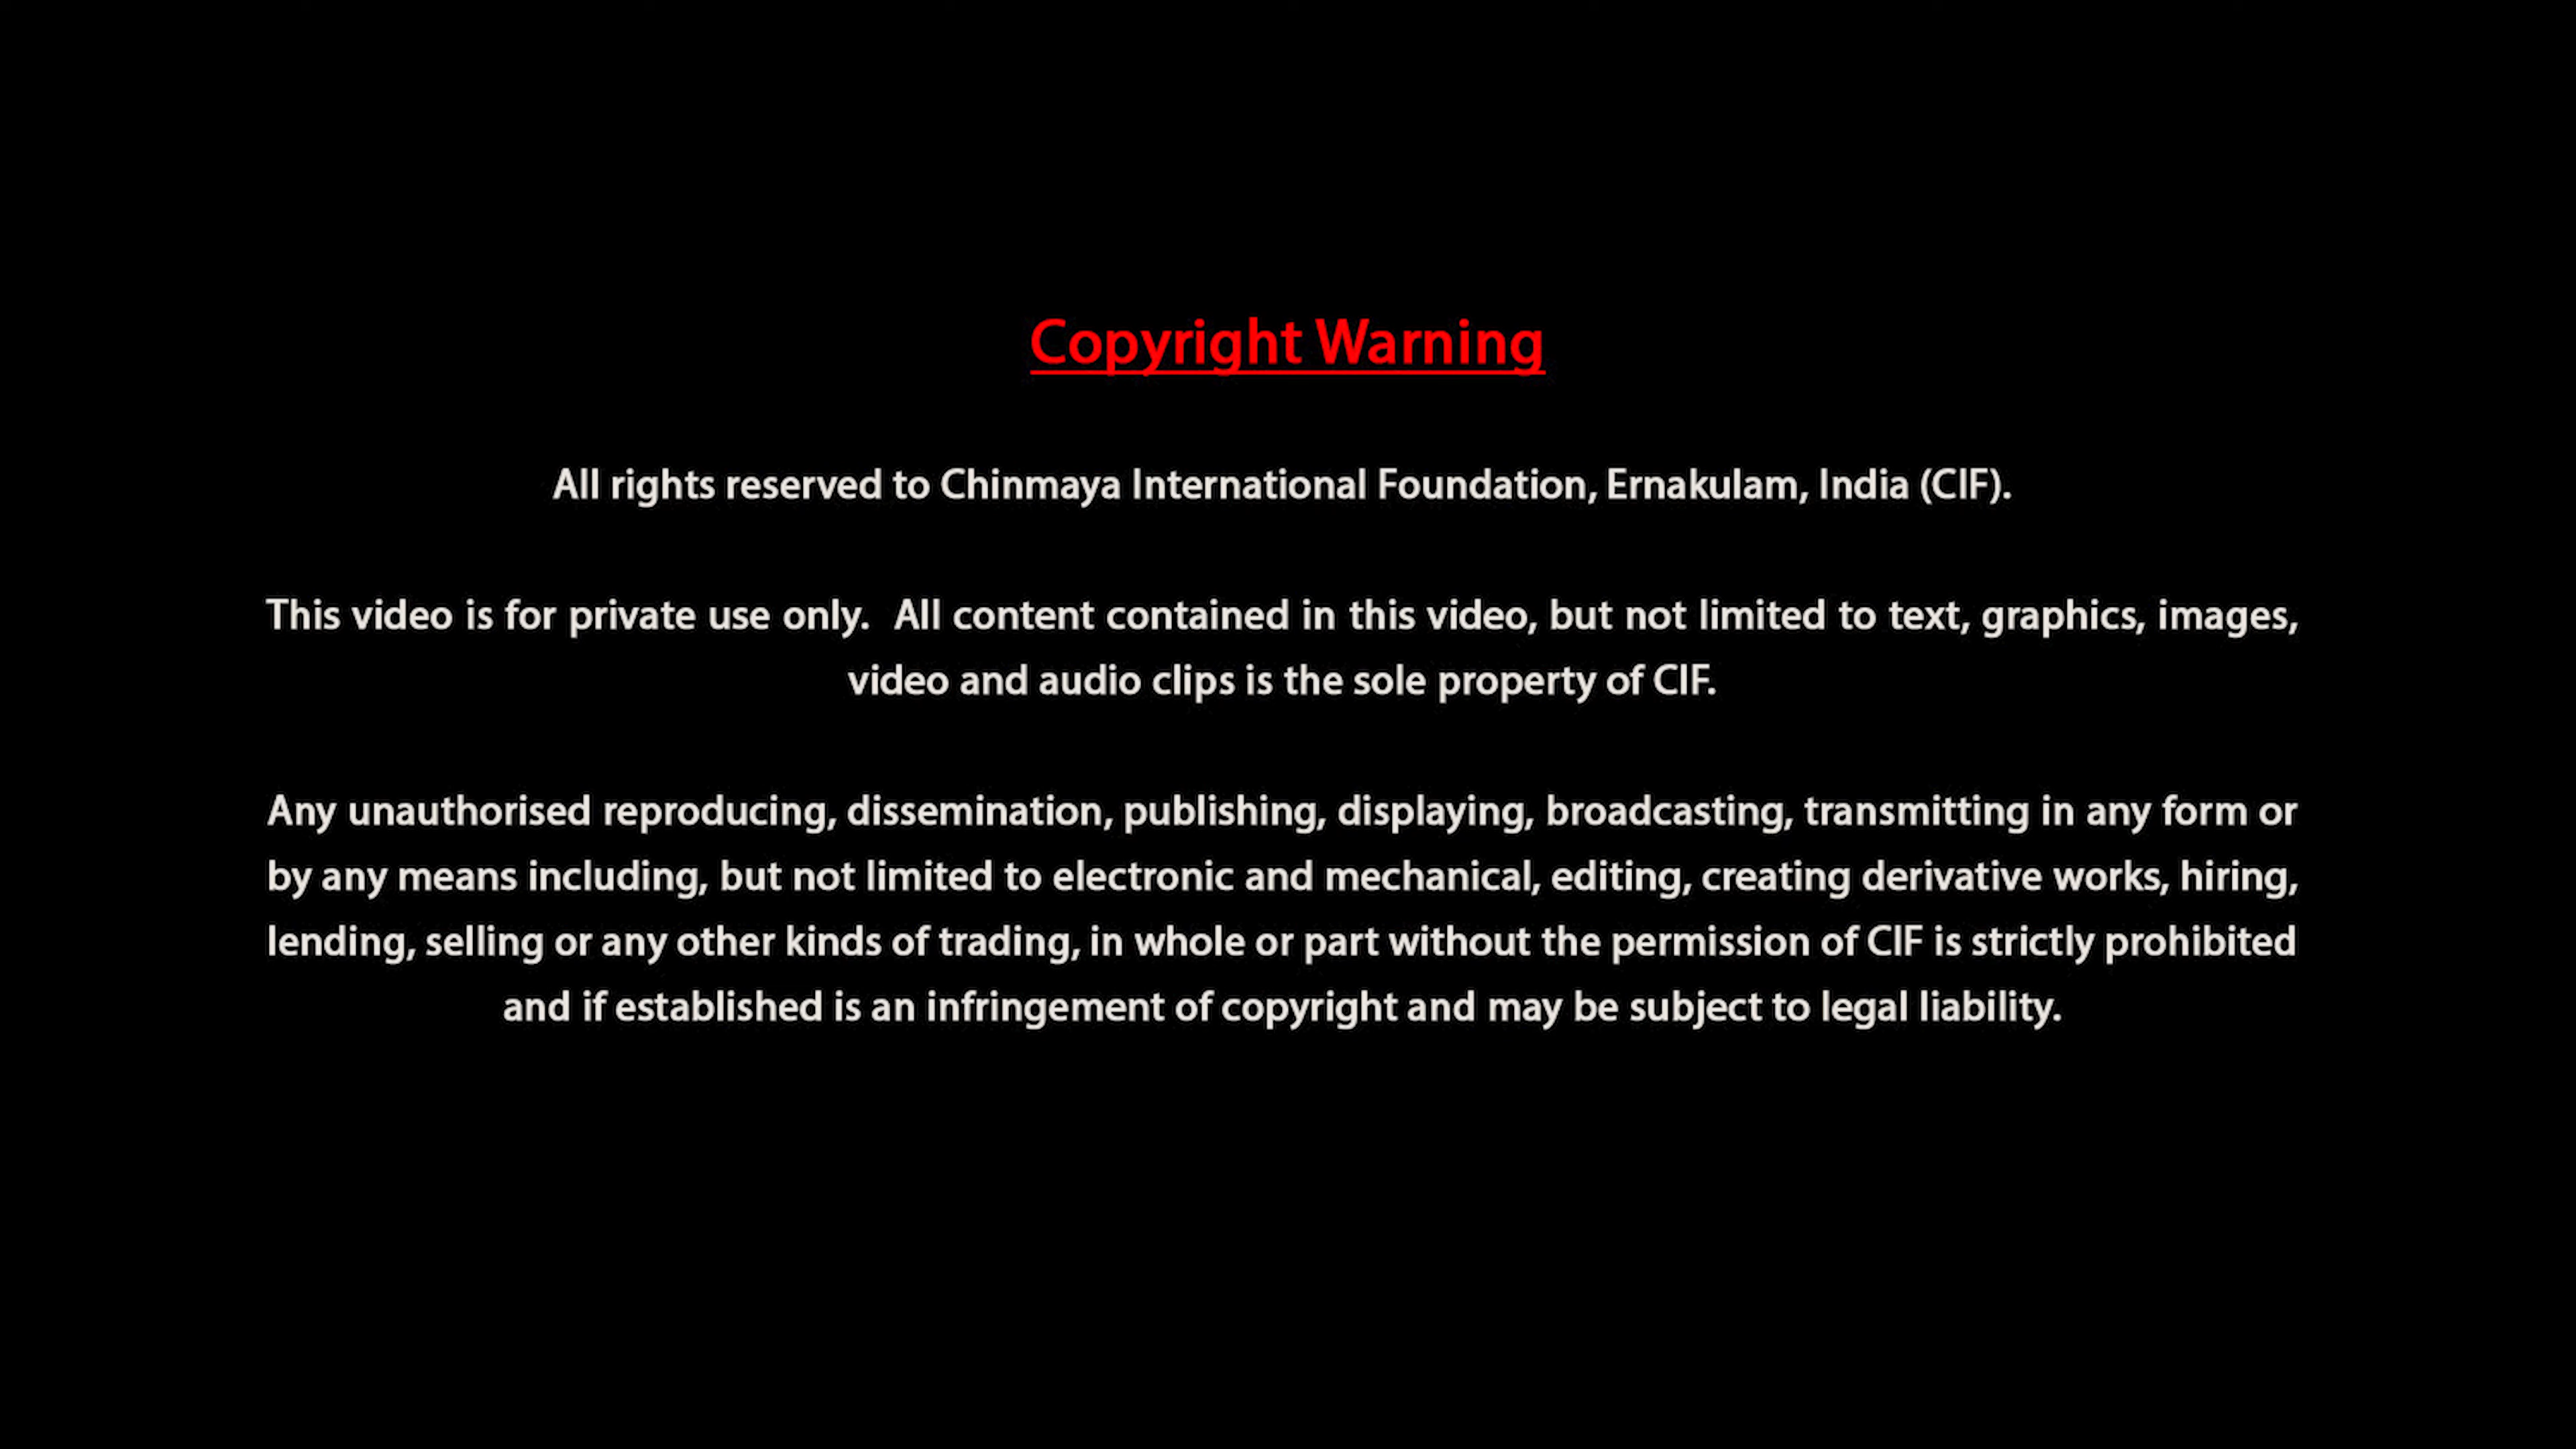 Copyright Warning
All rights reserved to Chinmaya International Foundation, Ernakulam, India (CIF).
This video is for private use only.  All content contained in this video, but not limited to text, graphics, images,
video and audio clips is the sole property of CIF.
Any unauthorised reproducing, dissemination, publishing, displaying, broadcasting, transmitting in any form or
by any means including, but not limited to electronic and mechanical, editing, creating derivative works, hiring,
lending, selling or any other kinds of trading, in whole or part without the permission of CIF is strictly prohibited
and if established is an infringement of copyright and may be subject to legal liability.